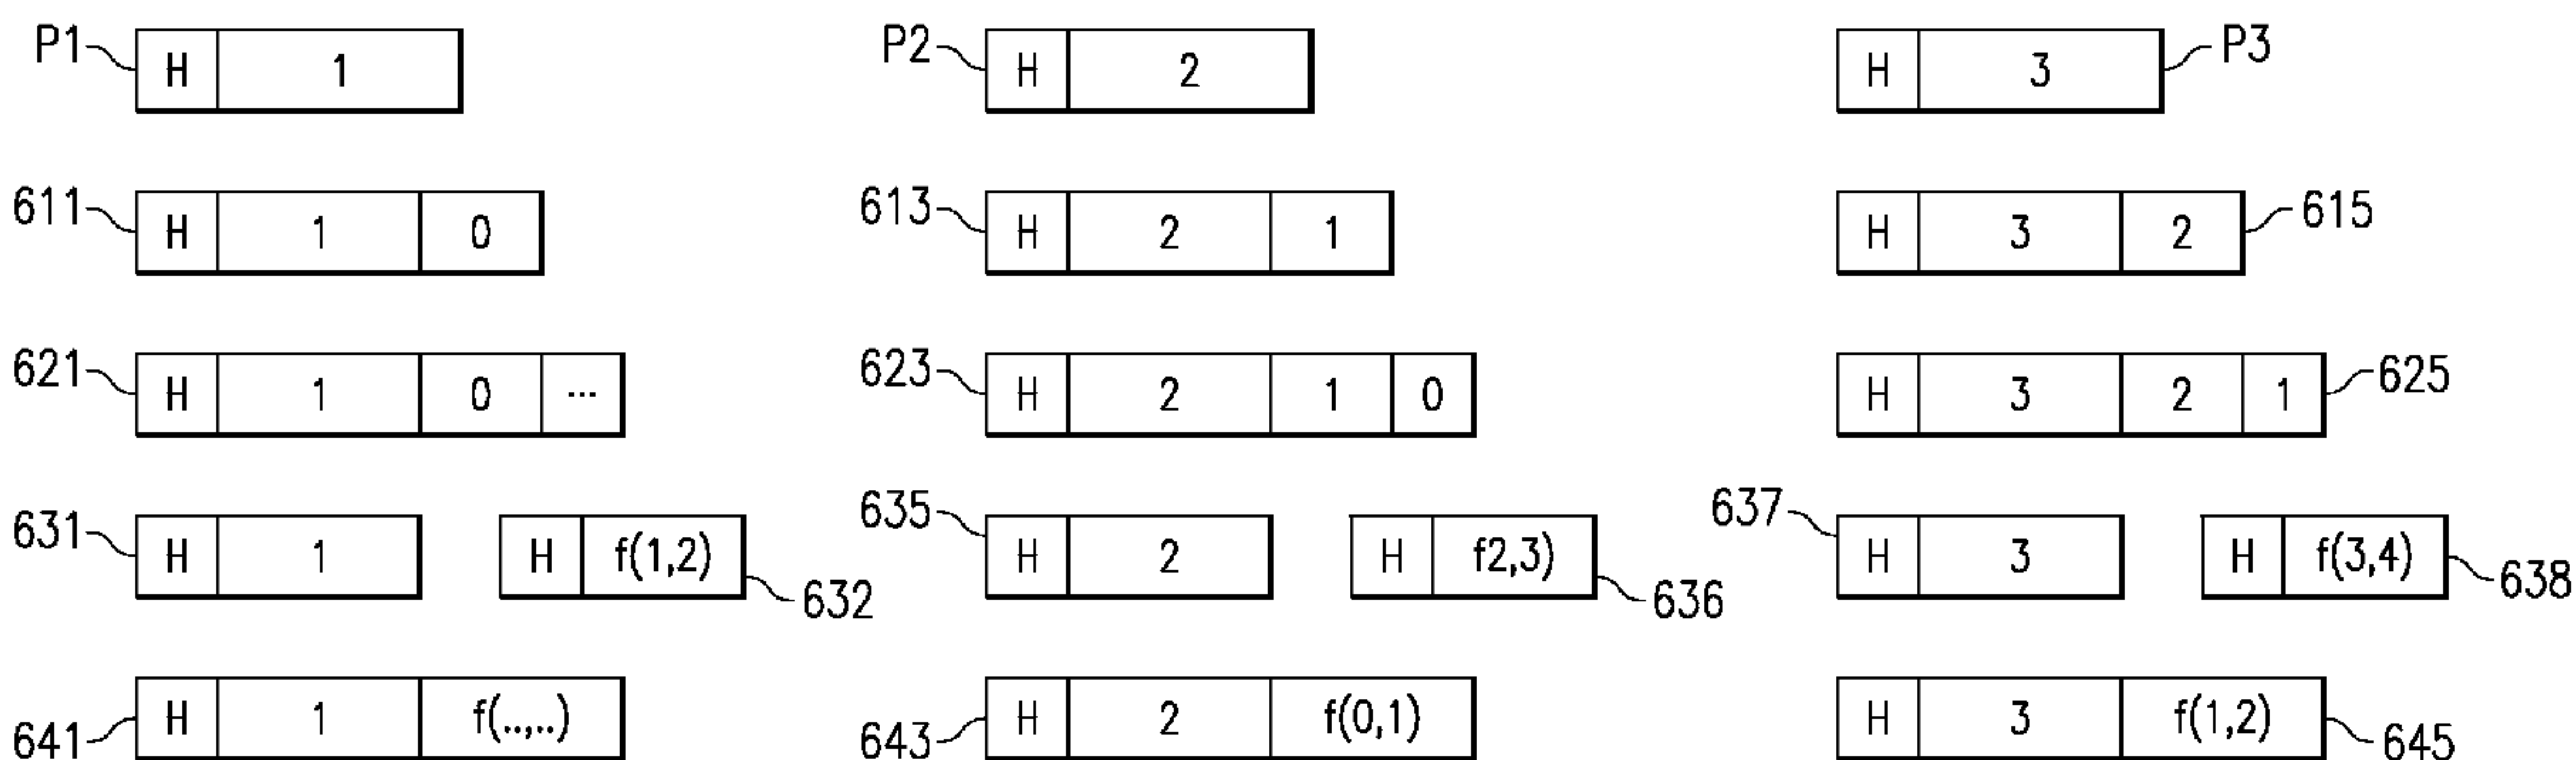 P1 H 1 P2 H 2 H 3 P3
611 H 1 0 613 H 2 1 H 3 2 615
621 H 1 0 ... 623 H 2 1 0 H 3 2 1 625
631 H 1 H f(1,2) 632 635 H 2 H f2,3) 636 637 H 3 H f(3,4) 638
641 H 1 f(..,..) 643 H 2 f(0,1) H 3 f(1,2) 645